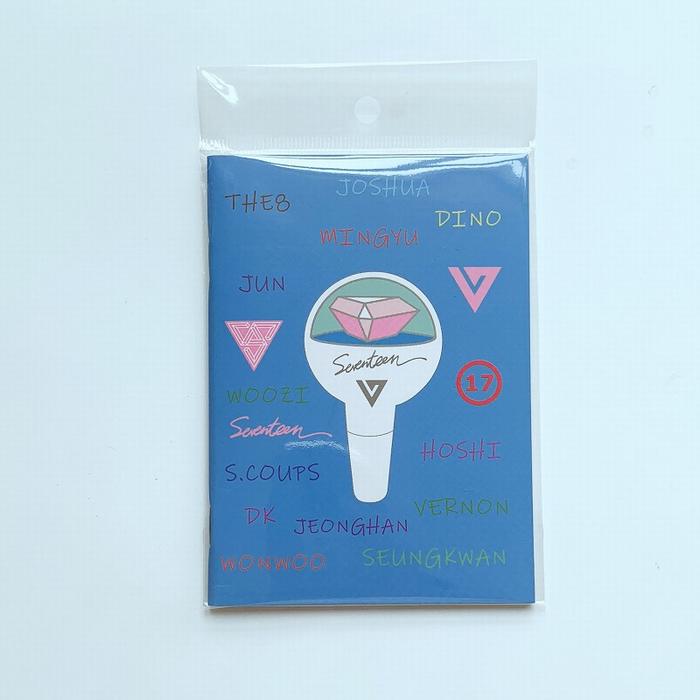 JOSHUA
THE8
DINO
MINGYU
JUN
Seventeen
17
WOOZI
Seventeen
HOSHI
S.COUPS
VERNON
DK
JEONGHAN
WONWOO
SEUNGKWAN